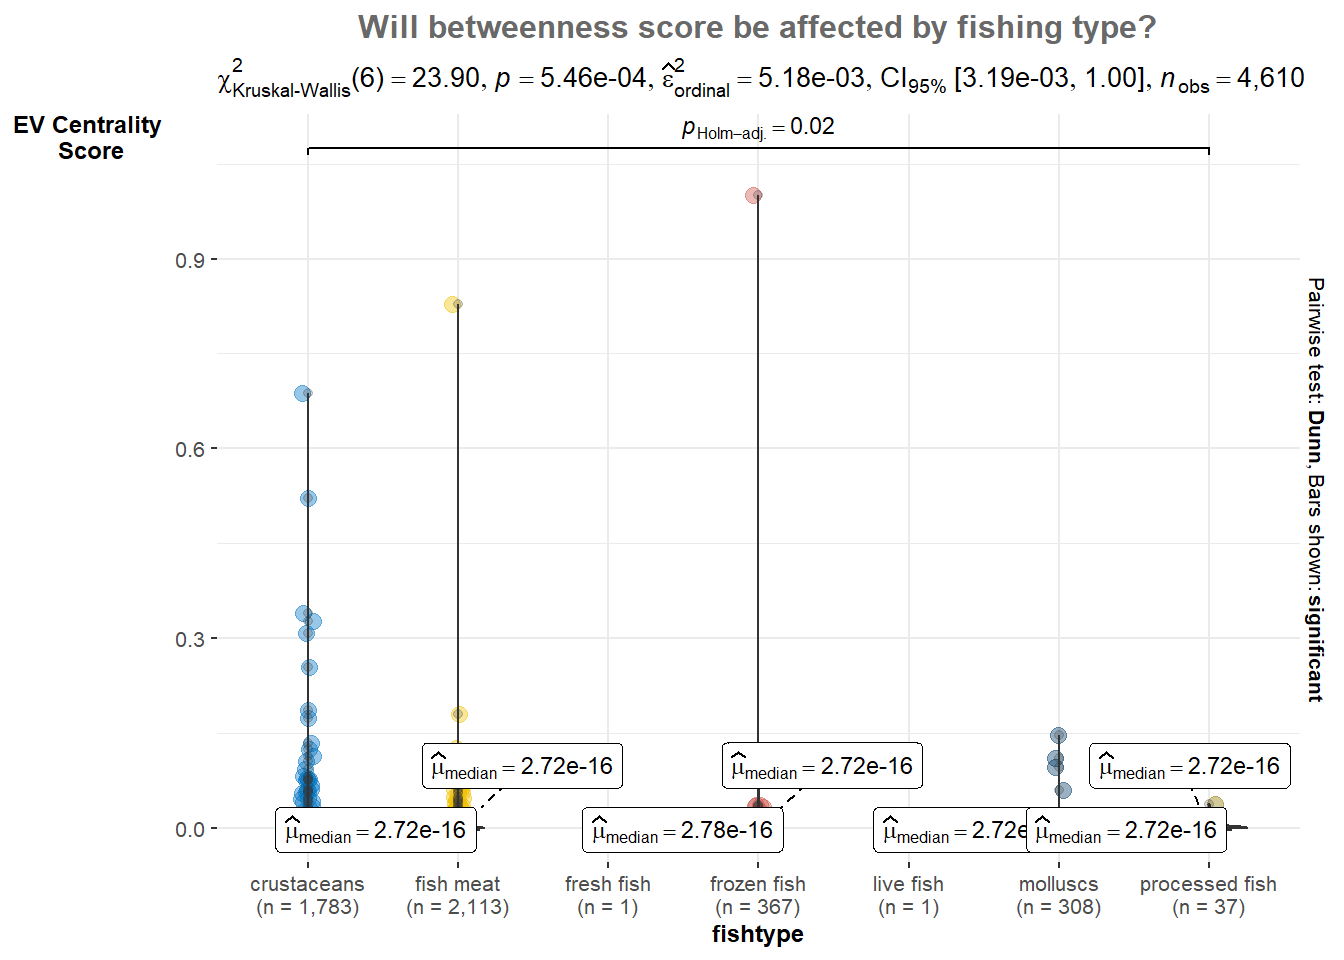 Will betweenness score be affected by fishing type?
χ²Kruskal-Wallis(6) = 23.90, p = 5.46e-04, ε̂²ordinal = 5.18e-03, CI95% [3.19e-03, 1.00], nobs = 4,610
EV Centrality
Score
pHolm−adj. = 0.02
0.9
0.6
0.3
0.0
μ̂median = 2.72e-16
μ̂median = 2.72e-16
μ̂median = 2.72e-16
μ̂median = 2.72e-16
μ̂median = 2.78e-16
μ̂median = 2.72e
μ̂median = 2.72e-16
crustaceans
(n = 1,783)
fish meat
(n = 2,113)
fresh fish
(n = 1)
frozen fish
(n = 367)
live fish
(n = 1)
molluscs
(n = 308)
processed fish
(n = 37)
fishtype
Pairwise test: Dunn, Bars shown: significant